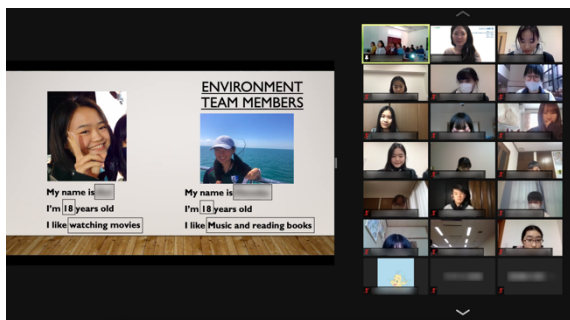 ENVIRONMENT
TEAM MEMBERS
My name is
I'm 18 years old
I like watching movies
My name is
I'm 18 years old
I like Music and reading books